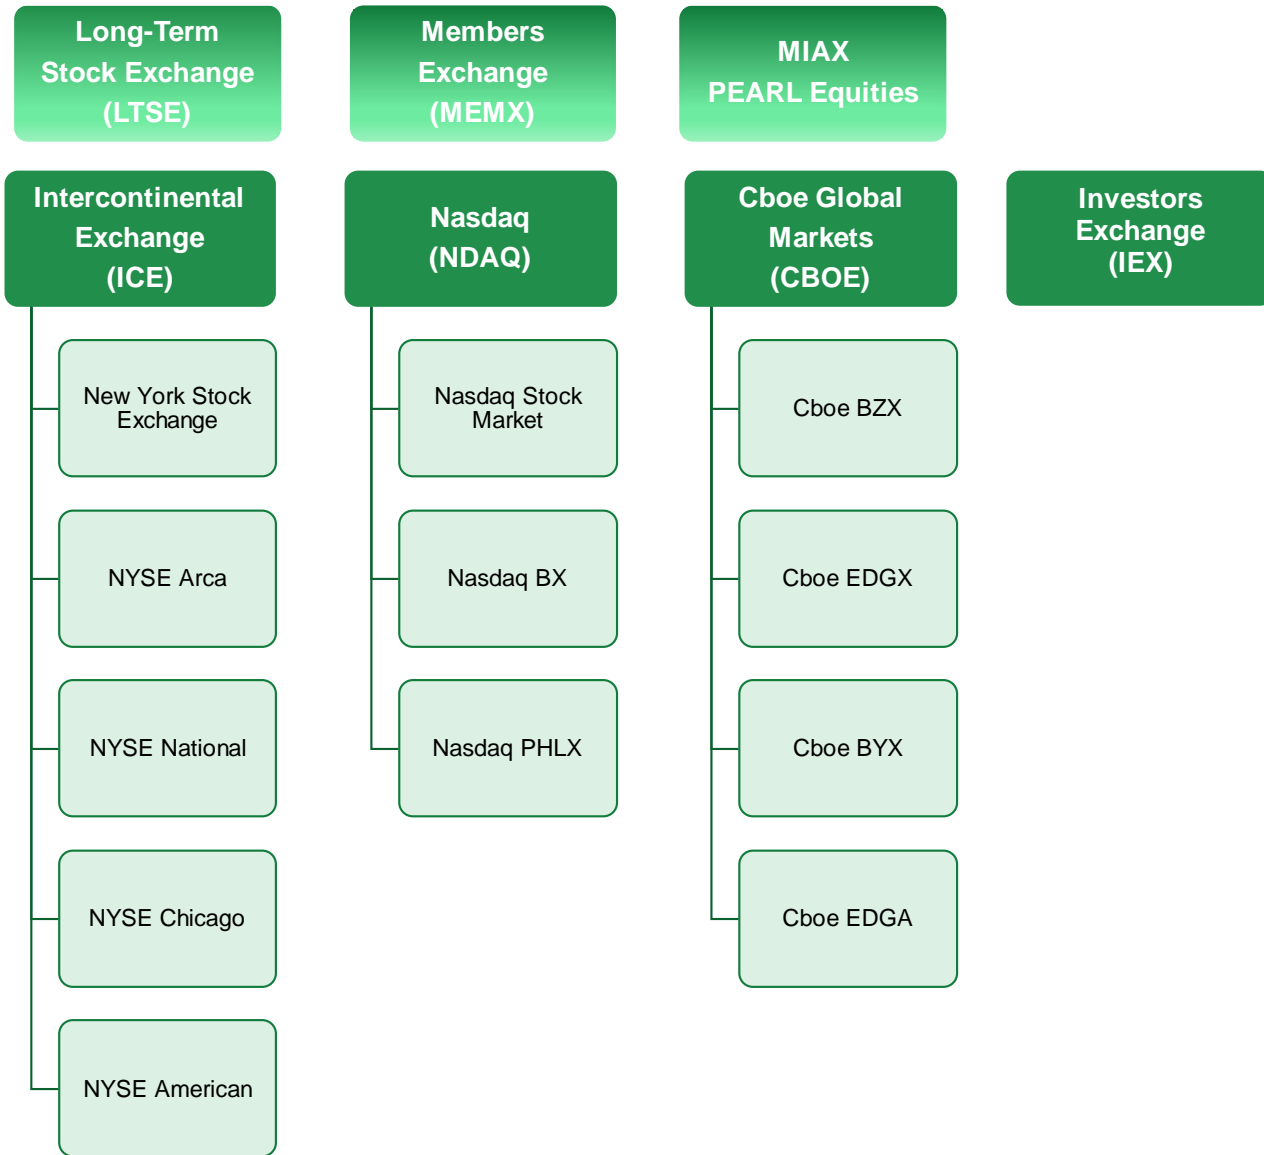 Long-Term
Stock Exchange
(LTSE)
Members
Exchange
(MEMX)
MIAX
PEARL Equities
Intercontinental
Exchange
(ICE)
Nasdaq
(NDAQ)
Cboe Global
Markets
(CBOE)
Investors
Exchange
(IEX)
New York Stock
Exchange
NYSE Arca
NYSE National
NYSE Chicago
NYSE American
Nasdaq Stock
Market
Nasdaq BX
Nasdaq PHLX
Cboe BZX
Cboe EDGX
Cboe BYX
Cboe EDGA